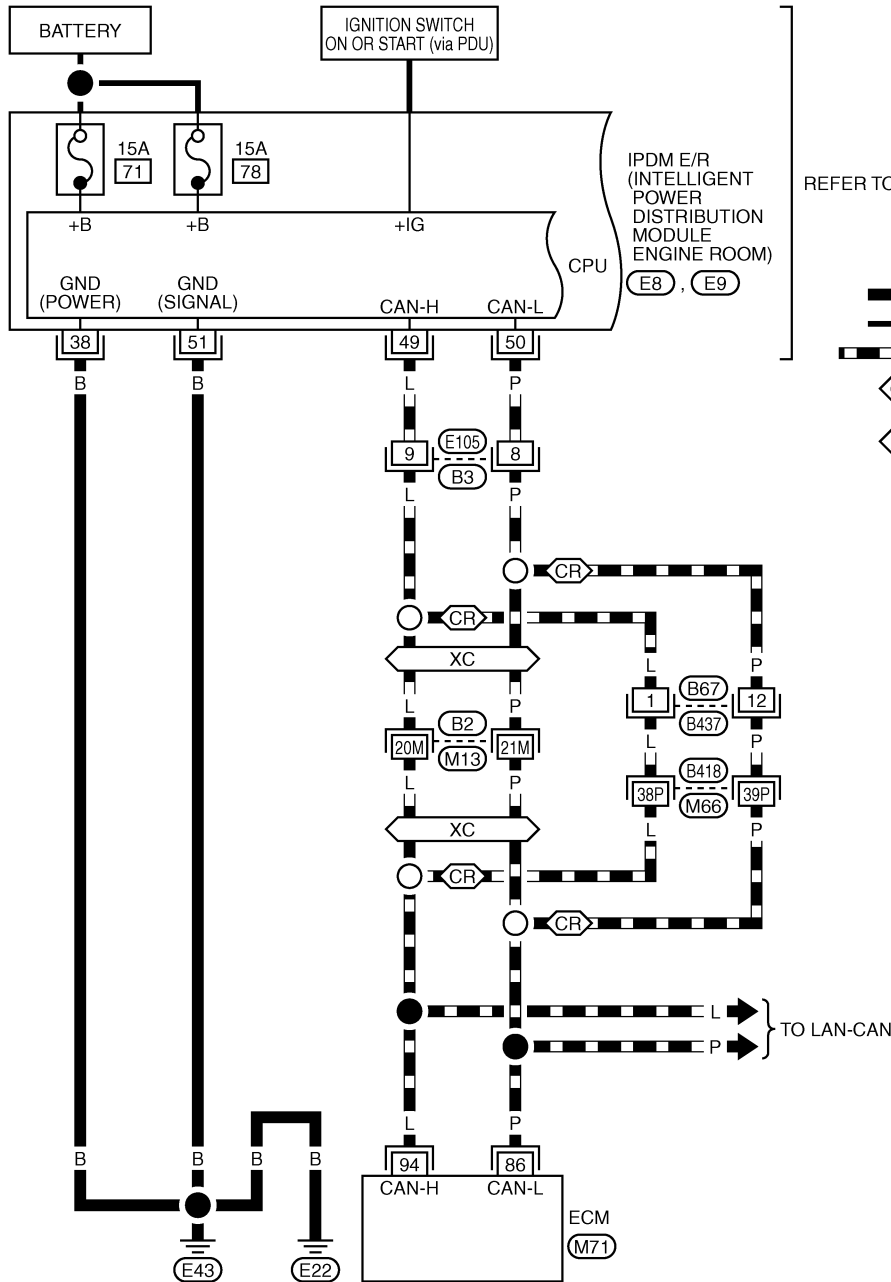 BATTERY
IGNITION SWITCH
ON OR START (via PDU)
15A
71
15A
78
IPDM E/R
(INTELLIGENT
POWER
DISTRIBUTION
MODULE
ENGINE ROOM)
E8 , E9
REFER TO
+B
+B
+IG
CPU
GND
(POWER)
GND
(SIGNAL)
CAN-H
CAN-L
38
51
49
50
B
B
L
P
9
E105
8
B3
L
P
CR
CR
XC
L
P
L
P
1
B67
12
B437
20M
B2
21M
M13
L
P
L
P
38P
B418
39P
M66
XC
L
P
CR
CR
L
P
TO LAN-CAN
L
P
B
B
B
B
94
86
CAN-H
CAN-L
ECM
M71
E43
E22